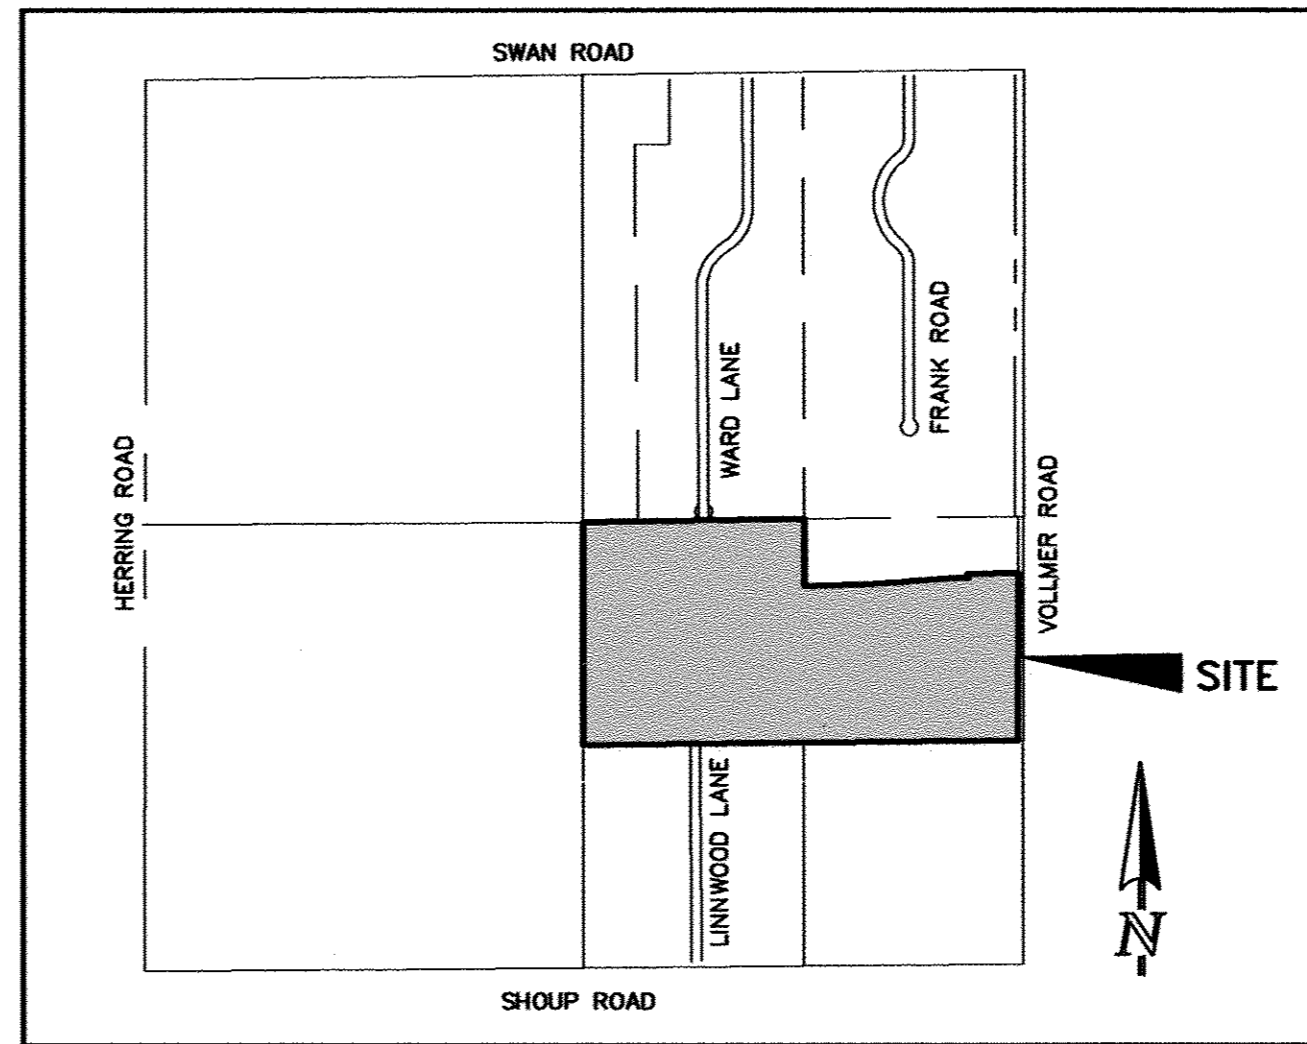 SWAN ROAD
FRANK ROAD
WARD LANE
HERRING ROAD
VOLLMER ROAD
SITE
LINNWOOD LANE
N
SHOUP ROAD